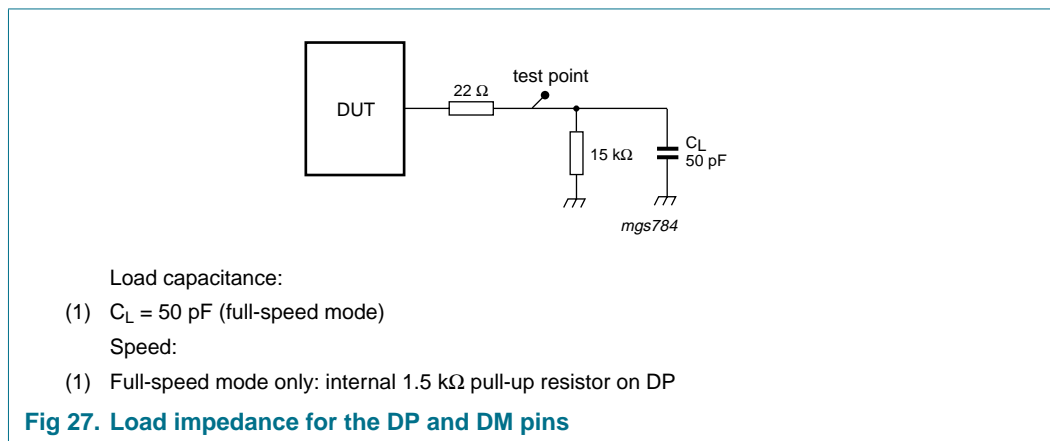 test point
22 Ω
DUT
15 kΩ
CL
50 pF
mgs784
Load capacitance:
(1) CL = 50 pF (full-speed mode)
Speed:
(1) Full-speed mode only: internal 1.5 kΩ pull-up resistor on DP
Fig 27. Load impedance for the DP and DM pins